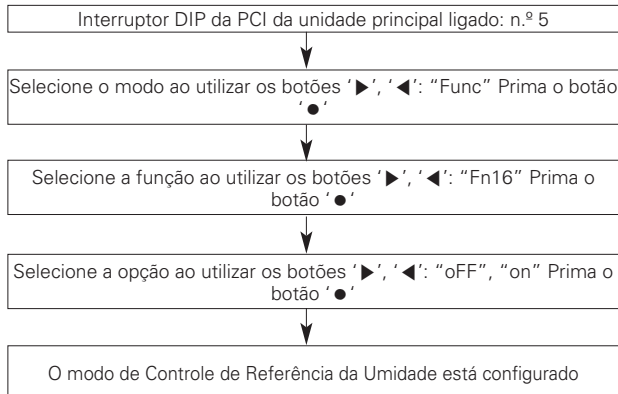 Interruptor DIP da PCI da unidade principal ligado: n.º 5
Selecione o modo ao utilizar os botões ‘▶’, ‘◀’: “Func” Prima o botão
‘●‘
Selecione a função ao utilizar os botões ‘▶’, ‘◀’: “Fn16” Prima o
botão ‘●‘
Selecione a opção ao utilizar os botões ‘▶’, ‘◀’: “oFF”, “on” Prima o
botão ‘●‘
O modo de Controle de Referência da Umidade está configurado